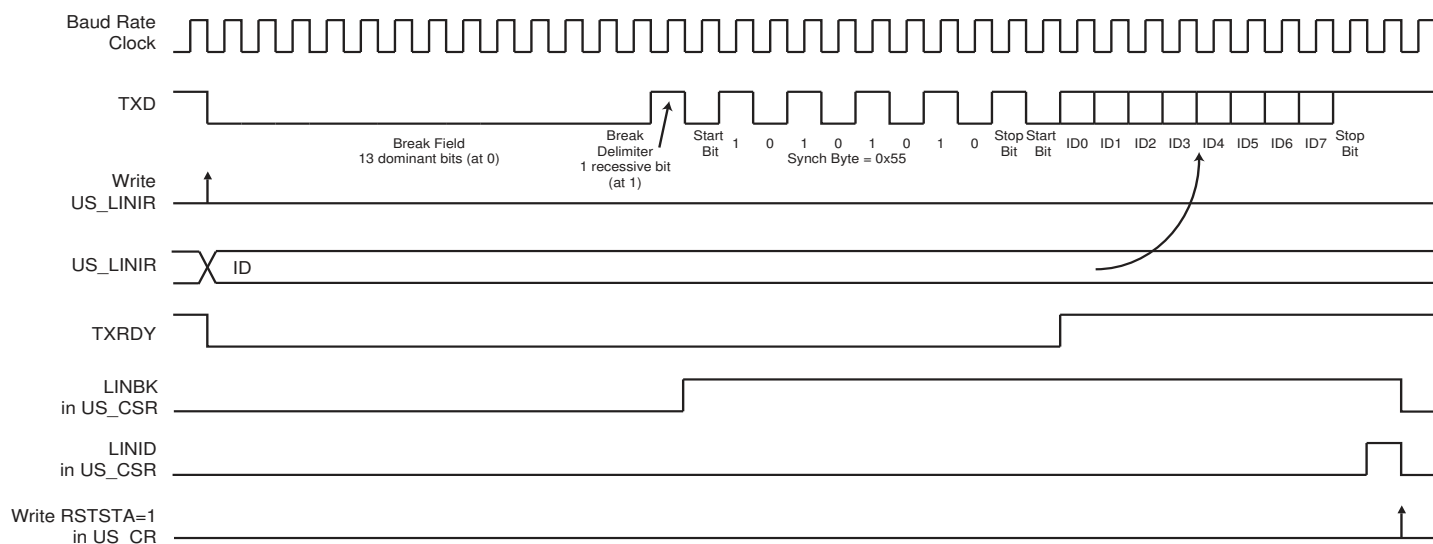 Baud Rate
Clock
TXD
Break Field
13 dominant bits (at 0)
Break
Delimiter
1 recessive bit
(at 1)
Start
Bit
1 0 1 0 1 0 1 0
Synch Byte = 0x55
Stop
Bit
Start
Bit
ID0 ID1 ID2 ID3 ID4 ID5 ID6 ID7
Stop
Bit
Write
US_LINIR
US_LINIR
ID
TXRDY
LINBK
in US_CSR
LINID
in US_CSR
Write RSTSTA=1
in US_CR